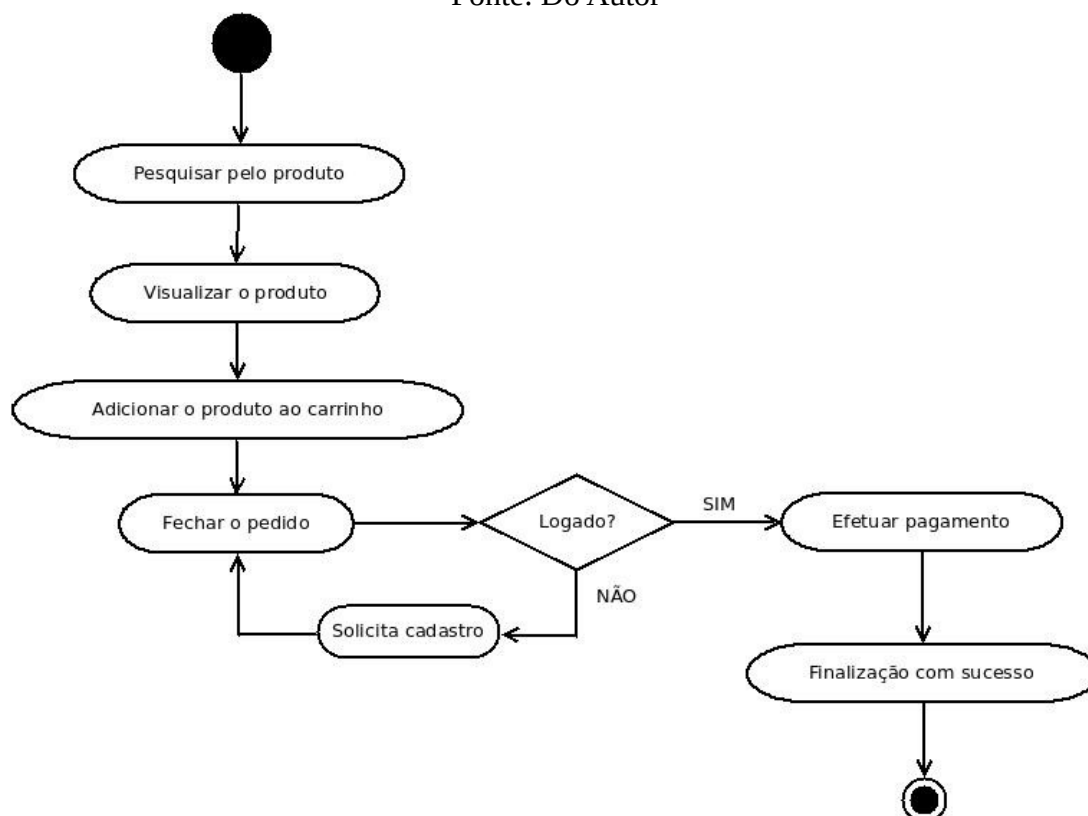 Fonte: Do Autor
Pesquisar pelo produto
Visualizar o produto
Adicionar o produto ao carrinho
Fechar o pedido
Logado?
SIM
Efetuar pagamento
NÃO
Solicita cadastro
Finalização com sucesso